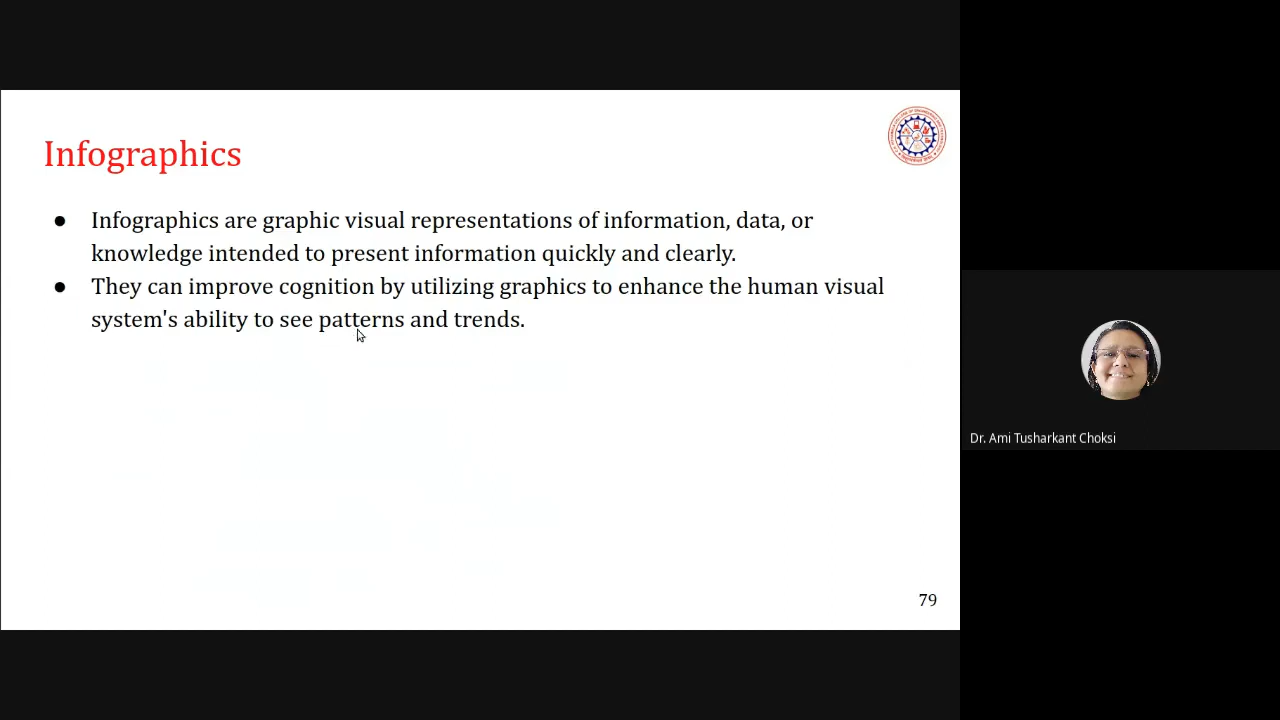 Infographics
● Infographics are graphic visual representations of information, data, or
knowledge intended to present information quickly and clearly.
● They can improve cognition by utilizing graphics to enhance the human visual
system's ability to see patterns and trends.
79
Dr. Ami Tusharkant Choksi